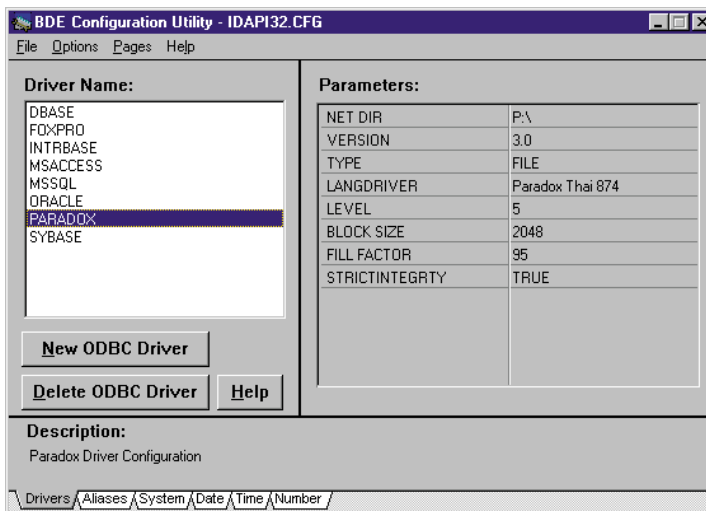 BDE Configuration Utility - IDAPI32.CFG
File Options Pages Help
Driver Name:
DBASE
FOXPRO
INTRBASE
MSACCESS
MSSQL
ORACLE
PARADOX
SYBASE
New ODBC Driver
Delete ODBC Driver Help
Parameters:
NET DIR P:\
VERSION 3.0
TYPE FILE
LANGDRIVER Paradox Thai 874
LEVEL 5
BLOCK SIZE 2048
FILL FACTOR 95
STRICTINTEGRTY TRUE
Description:
Paradox Driver Configuration
Drivers Aliases System Date Time Number